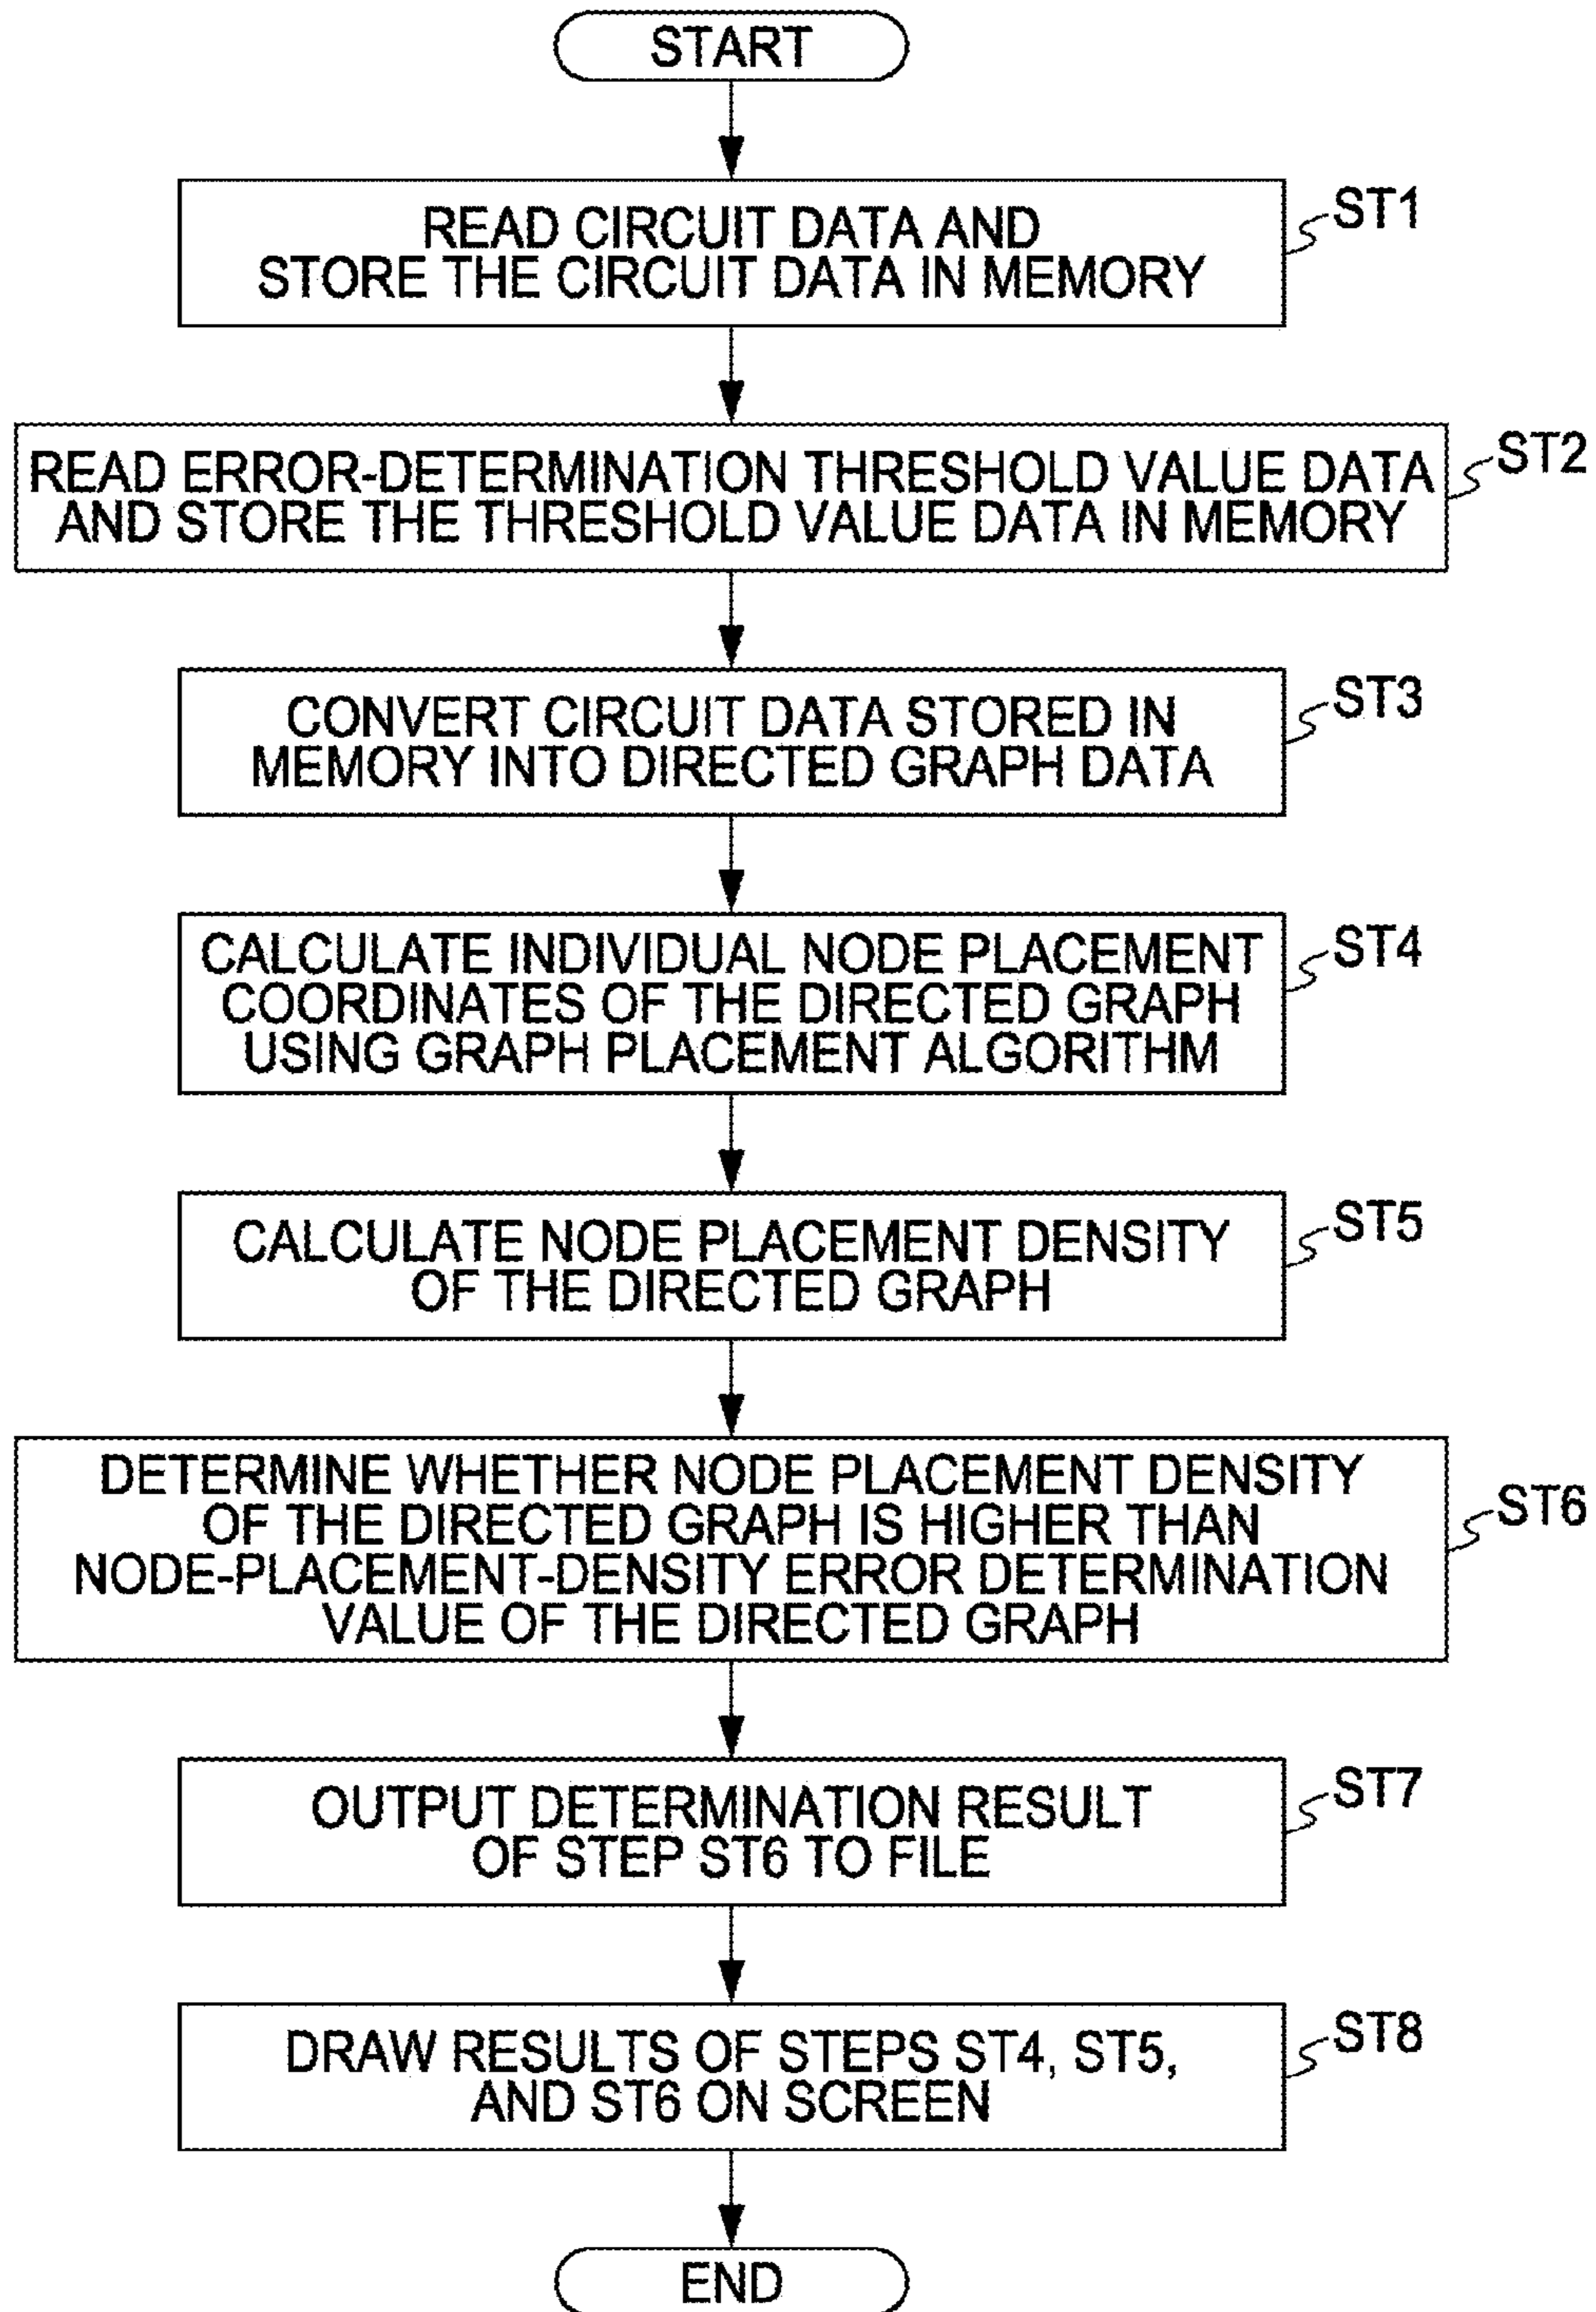 START
READ CIRCUIT DATA AND
STORE THE CIRCUIT DATA IN MEMORY
ST1
READ ERROR-DETERMINATION THRESHOLD VALUE DATA
AND STORE THE THRESHOLD VALUE DATA IN MEMORY
ST2
CONVERT CIRCUIT DATA STORED IN
MEMORY INTO DIRECTED GRAPH DATA
ST3
CALCULATE INDIVIDUAL NODE PLACEMENT
COORDINATES OF THE DIRECTED GRAPH
USING GRAPH PLACEMENT ALGORITHM
ST4
CALCULATE NODE PLACEMENT DENSITY
OF THE DIRECTED GRAPH
ST5
DETERMINE WHETHER NODE PLACEMENT DENSITY
OF THE DIRECTED GRAPH IS HIGHER THAN
NODE-PLACEMENT-DENSITY ERROR DETERMINATION
VALUE OF THE DIRECTED GRAPH
ST6
OUTPUT DETERMINATION RESULT
OF STEP ST6 TO FILE
ST7
DRAW RESULTS OF STEPS ST4, ST5,
AND ST6 ON SCREEN
ST8
END